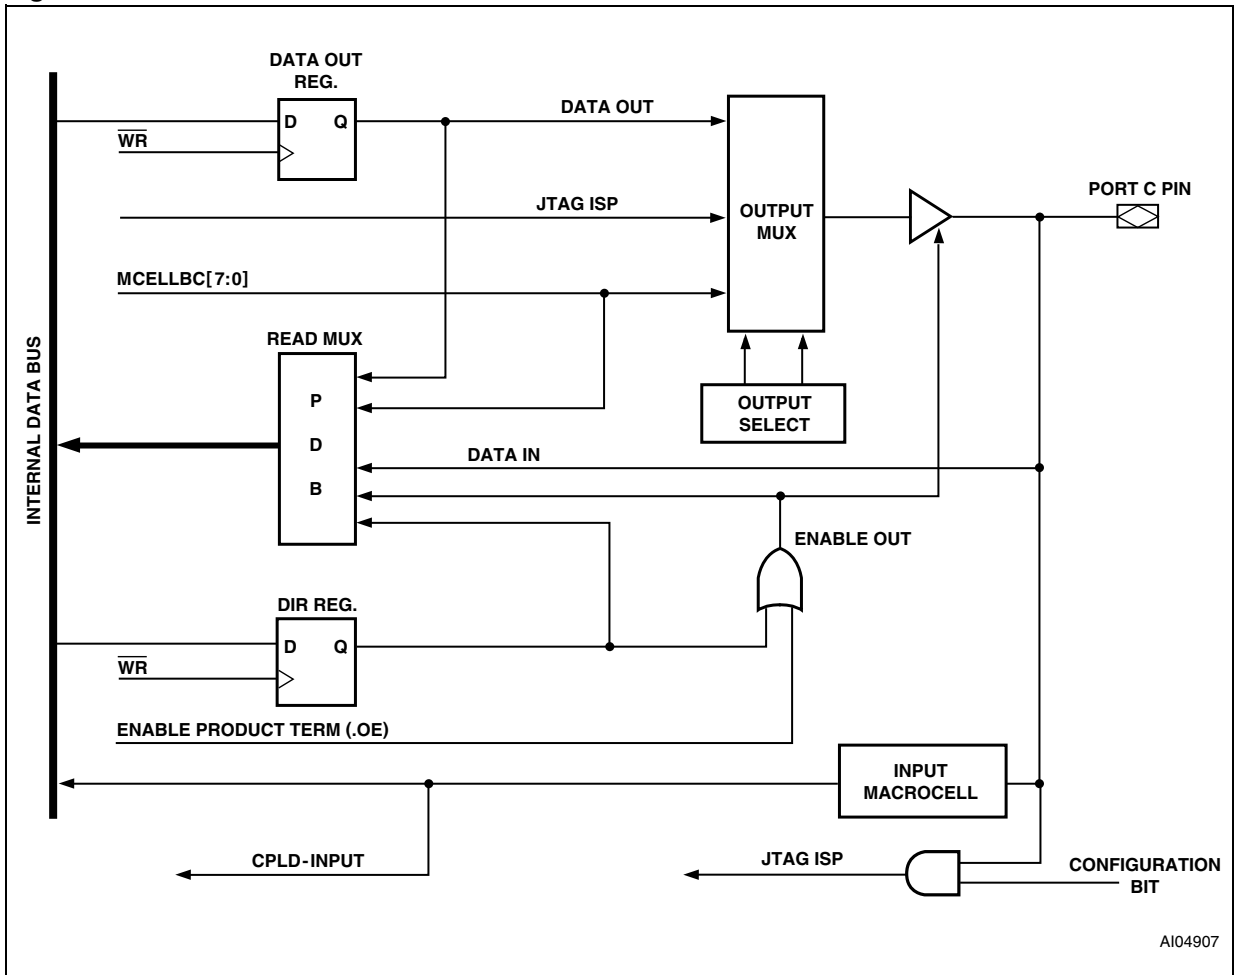 DATA OUT
REG.
D Q
WR
DATA OUT
JTAG ISP
OUTPUT
MUX
PORT C PIN
MCELLBC[7:0]
READ MUX
P
D
B
OUTPUT
SELECT
DATA IN
INTERNAL DATA BUS
ENABLE OUT
DIR REG.
D Q
WR
ENABLE PRODUCT TERM (.OE)
INPUT
MACROCELL
CPLD-INPUT
JTAG ISP
CONFIGURATION
BIT
AI04907